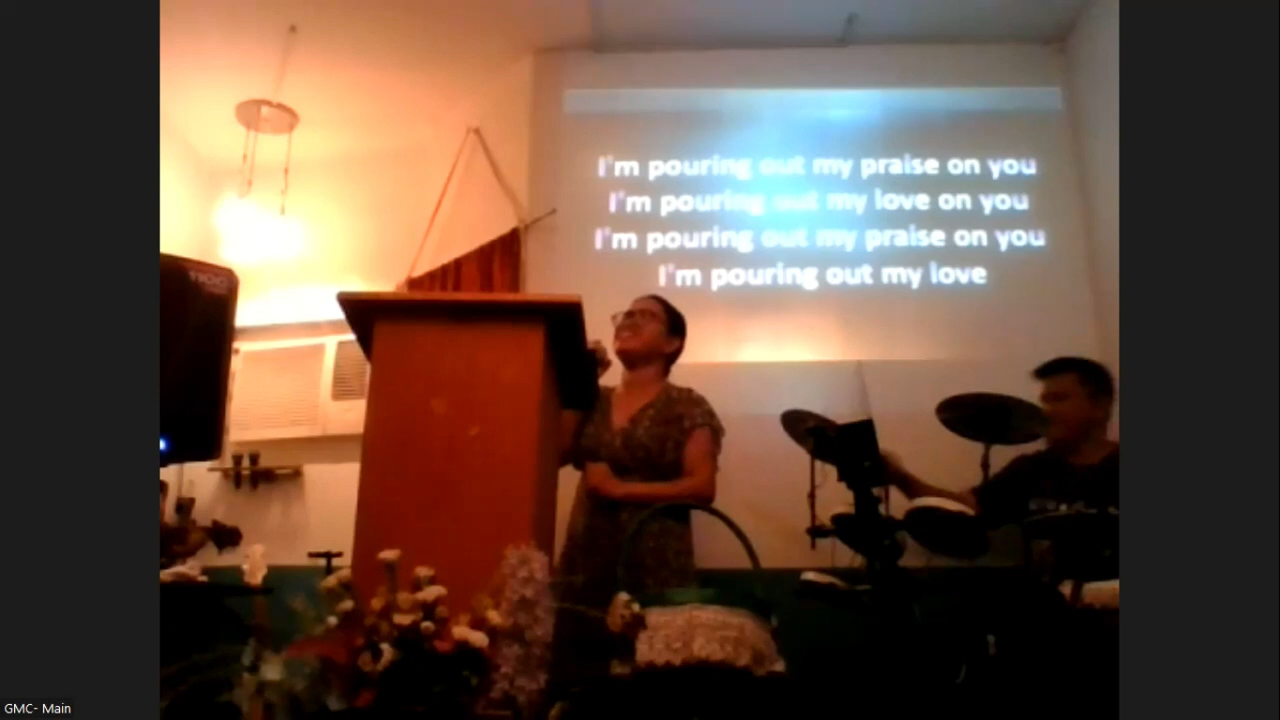 I'm pouring out my praise on you
I'm pouring out my love on you
I'm pouring out my praise on you
I'm pouring out my love
GMC- Main